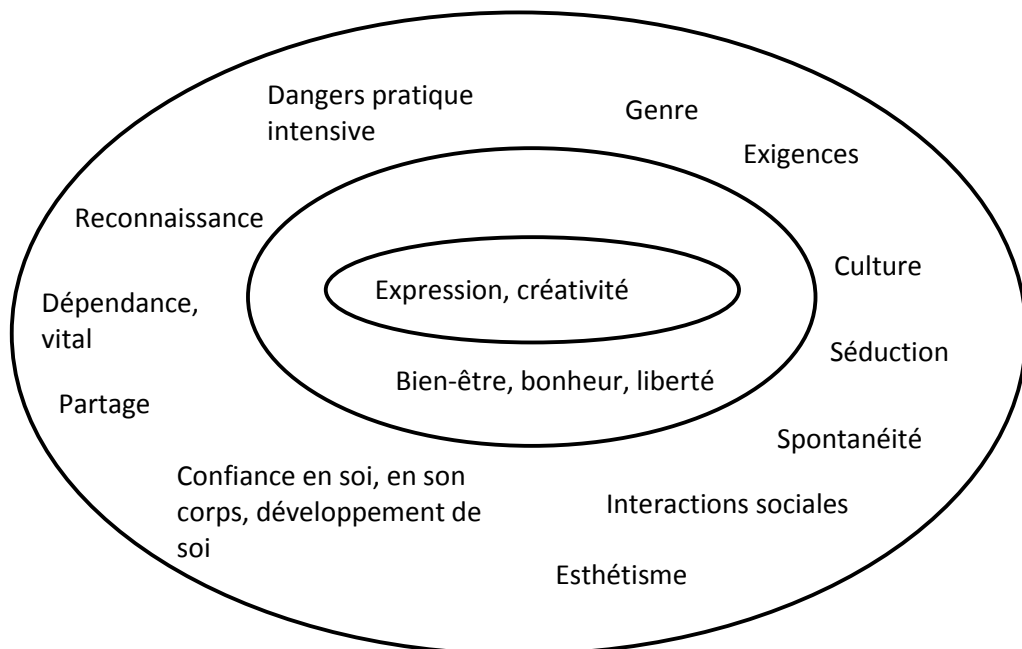 Dangers pratique
intensive
Genre
Exigences
Reconnaissance
Culture
Expression, créativité
Dépendance,
vital
Séduction
Bien-être, bonheur, liberté
Partage
Spontanéité
Confiance en soi, en son
corps, développement de
soi
Interactions sociales
Esthétisme